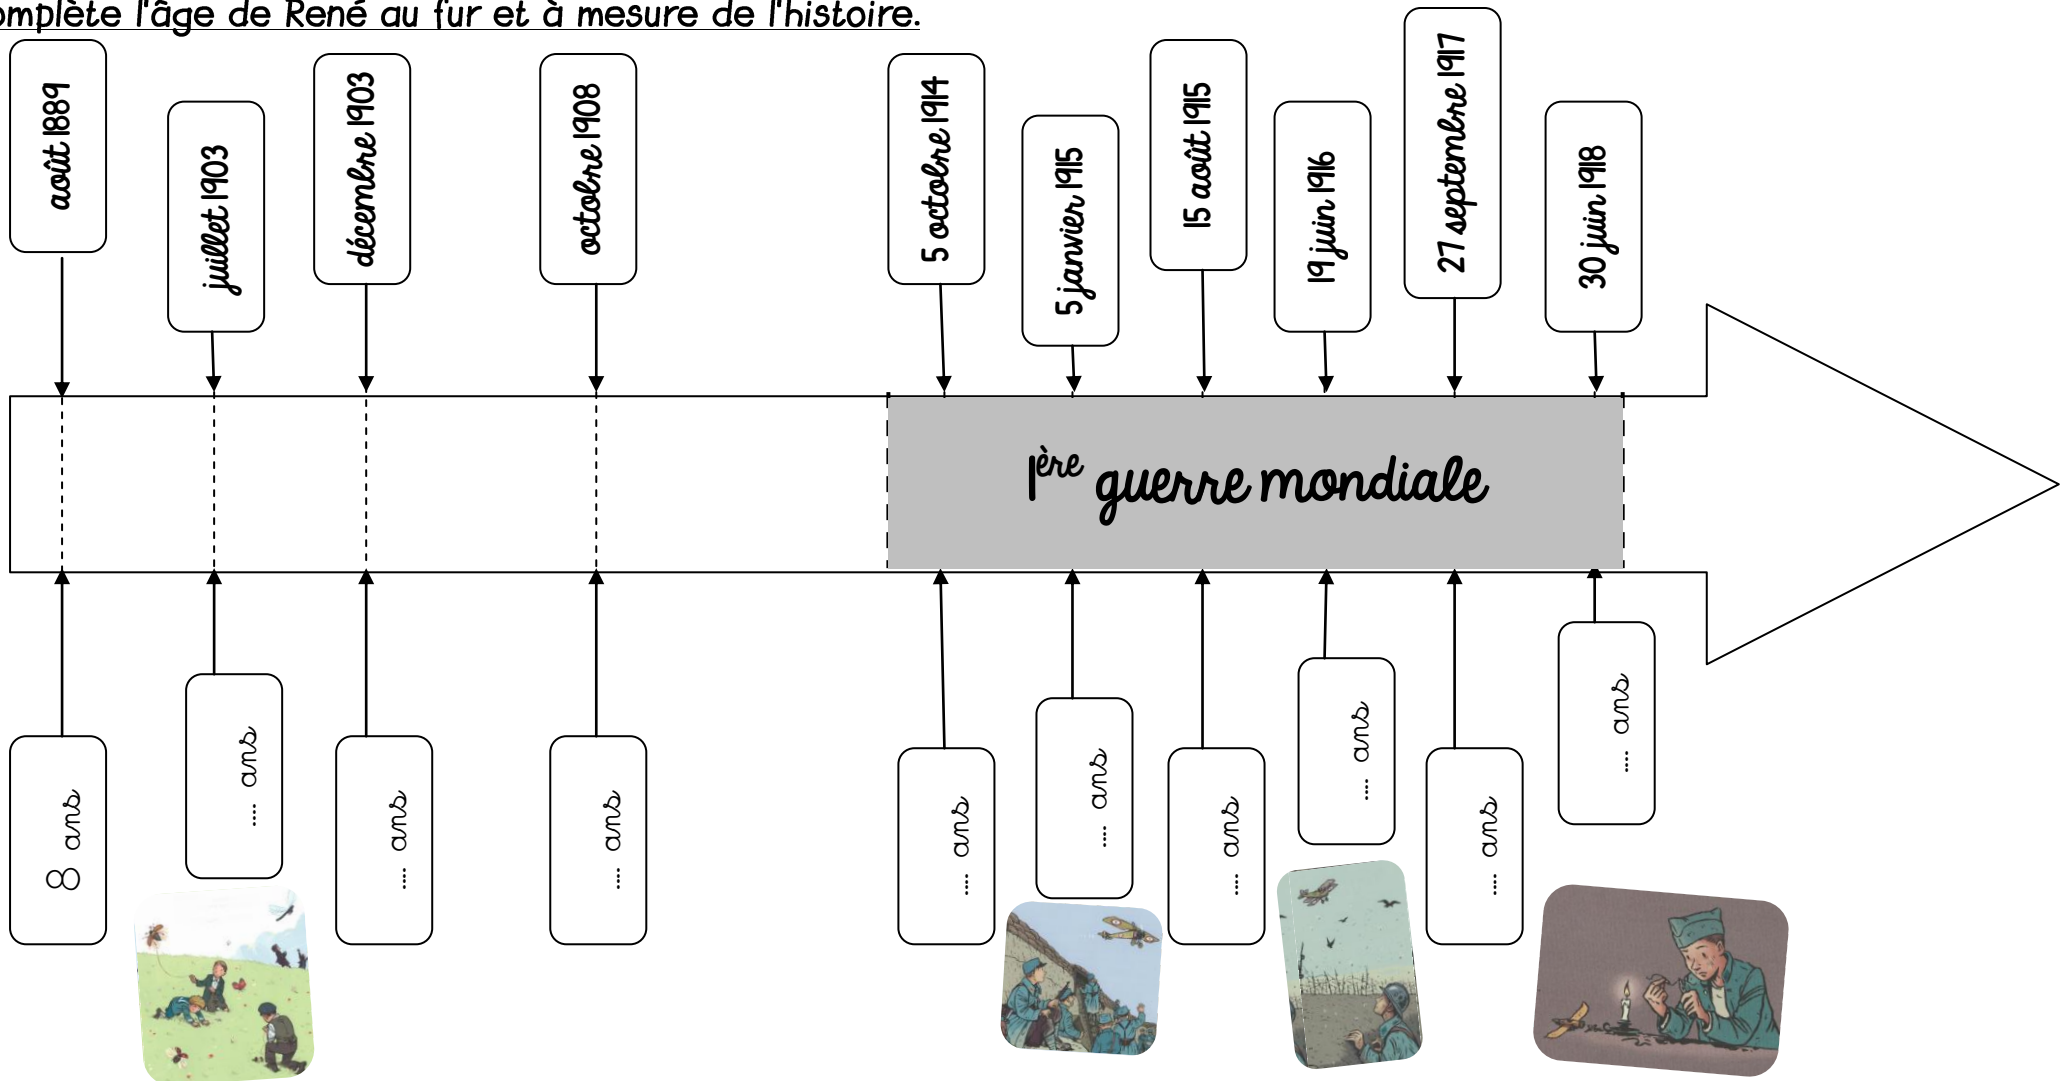 omplète l'âge de René au fur et à mesure de l'histoire.
août 1889
juillet 1903
décembre 1903
octobre 1908
5 octobre 1914
5 janvier 1915
15 août 1915
19 juin 1916
27 septembre 1917
30 juin 1918
1ère guerre mondiale
8 ans
.... ans
.... ans
.... ans
.... ans
.... ans
.... ans
.... ans
.... ans
.... ans